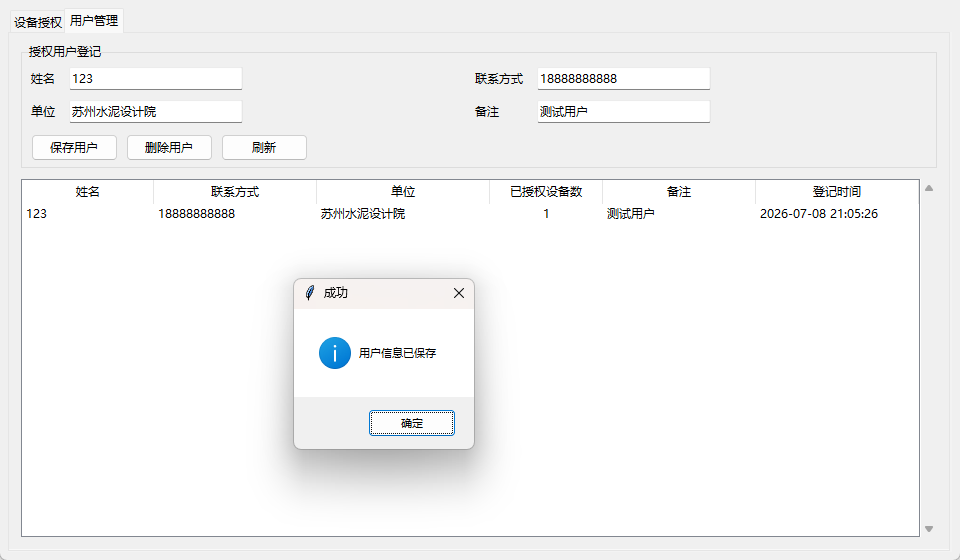 设备授权 用户管理
授权用户登记
姓名 123 联系方式 18888888888
单位 苏州水泥设计院 备注 测试用户
保存用户 删除用户 刷新
姓名 联系方式 单位 已授权设备数 备注 登记时间
123 18888888888 苏州水泥设计院 1 测试用户 2026-07-08 21:05:26
成功
用户信息已保存
确定